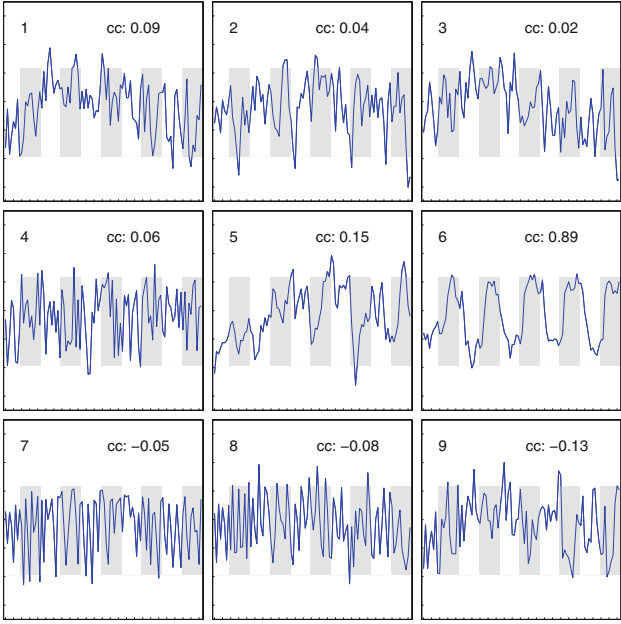 1 cc: 0.09
2 cc: 0.04
3 cc: 0.02
4 cc: 0.06
5 cc: 0.15
6 cc: 0.89
7 cc: −0.05
8 cc: −0.08
9 cc: −0.13